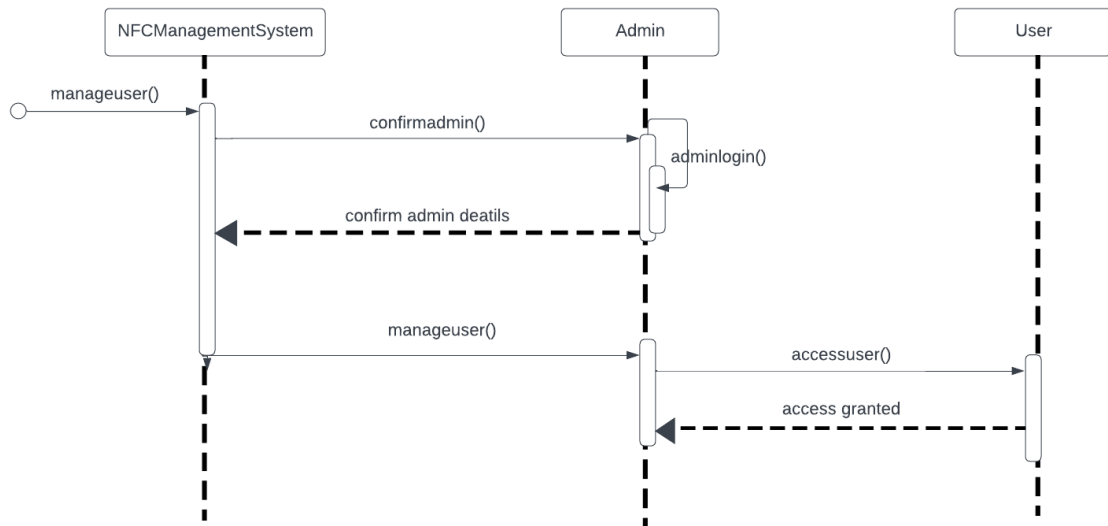 NFCManagementSystem
Admin
User
manageuser()
confirmadmin()
adminlogin()
confirm admin deatils
manageuser()
accessuser()
access granted